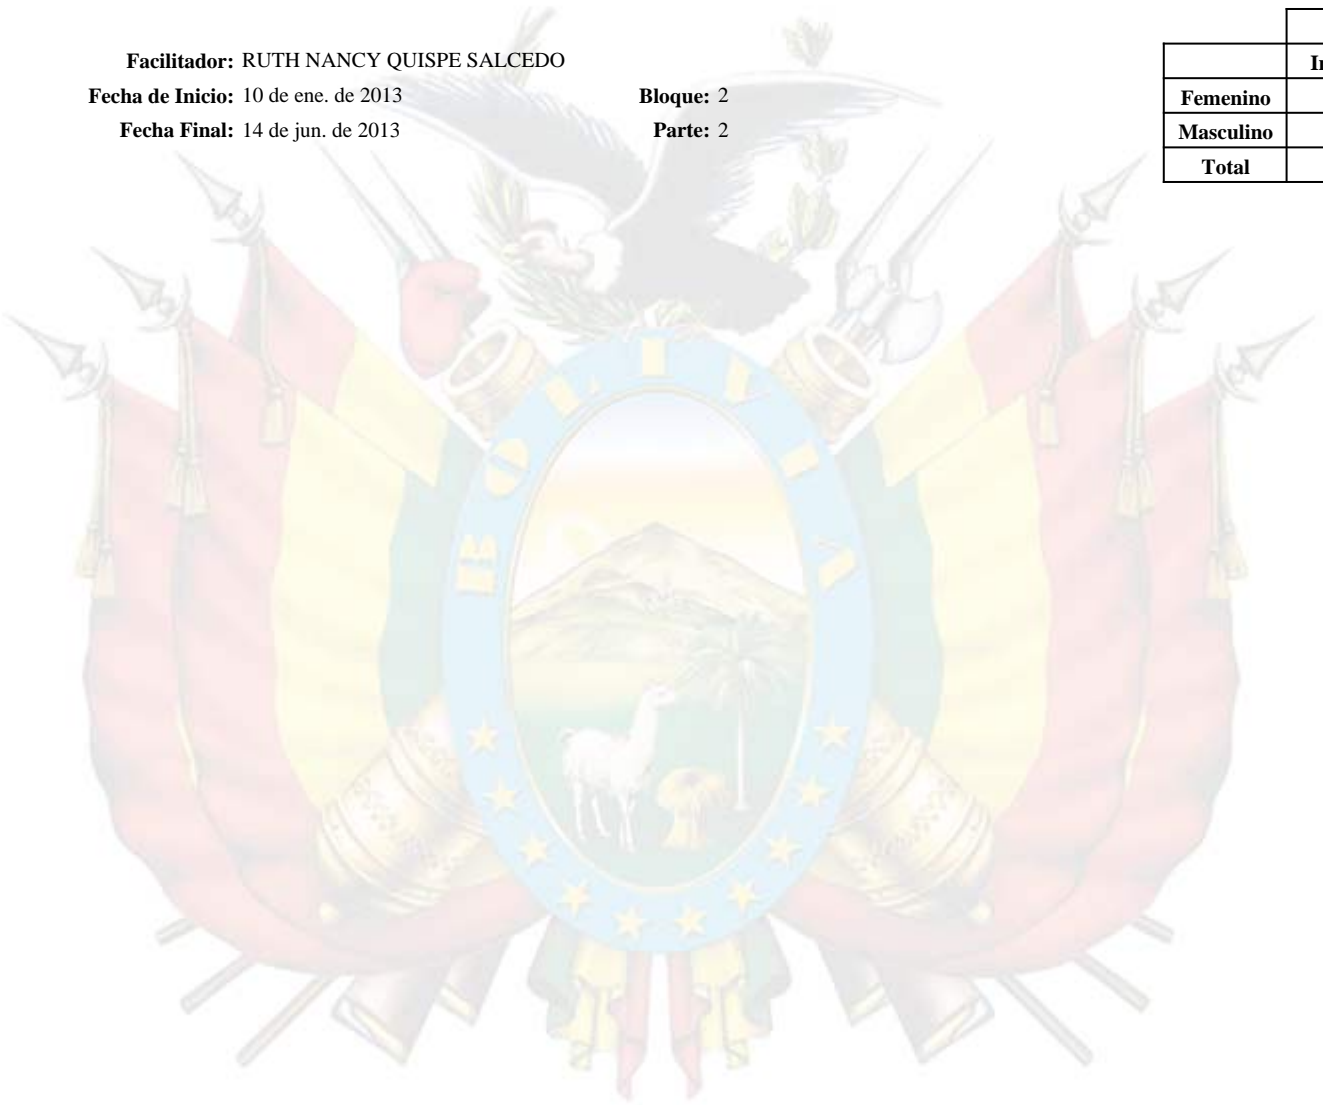 Facilitador: RUTH NANCY QUISPE SALCEDO
Fecha de Inicio: 10 de ene. de 2013 Bloque: 2
Fecha Final: 14 de jun. de 2013 Parte: 2
Femenino
Masculino
Total
BOLIVIA